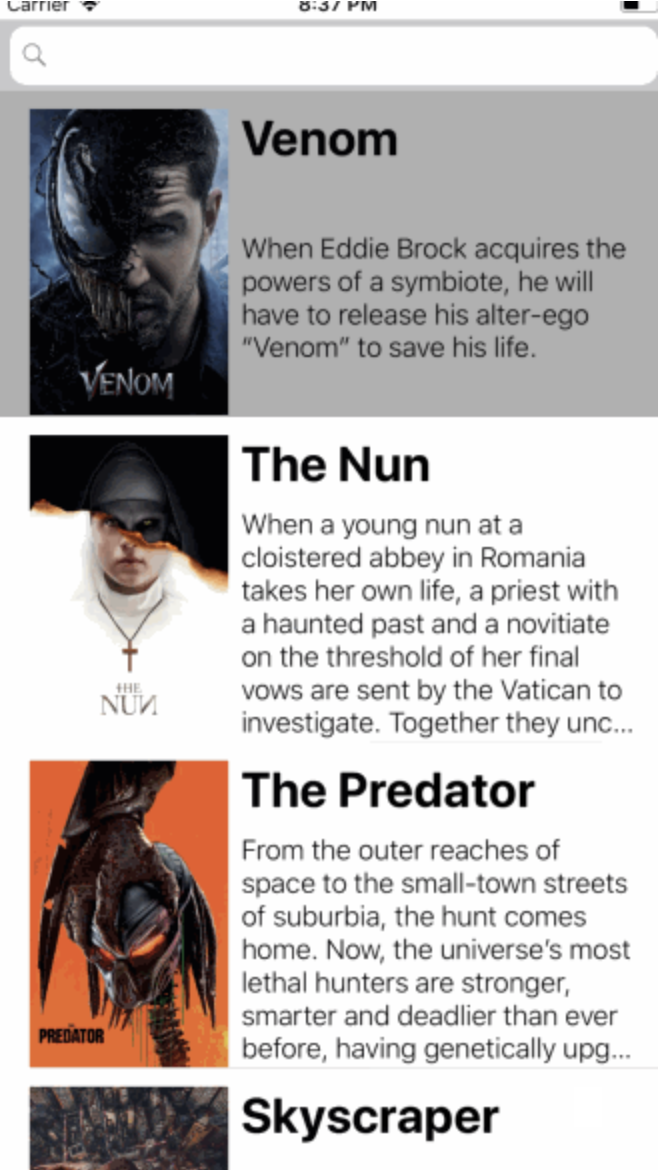 Carrier 8:37 PM
Venom
When Eddie Brock acquires the
powers of a symbiote, he will
have to release his alter-ego
“Venom” to save his life.
VENOM
The Nun
When a young nun at a
cloistered abbey in Romania
takes her own life, a priest with
a haunted past and a novitiate
on the threshold of her final
vows are sent by the Vatican to
investigate. Together they unc...
THE
NUN
The Predator
From the outer reaches of
space to the small-town streets
of suburbia, the hunt comes
home. Now, the universe’s most
lethal hunters are stronger,
smarter and deadlier than ever
before, having genetically upg...
PREDATOR
Skyscraper